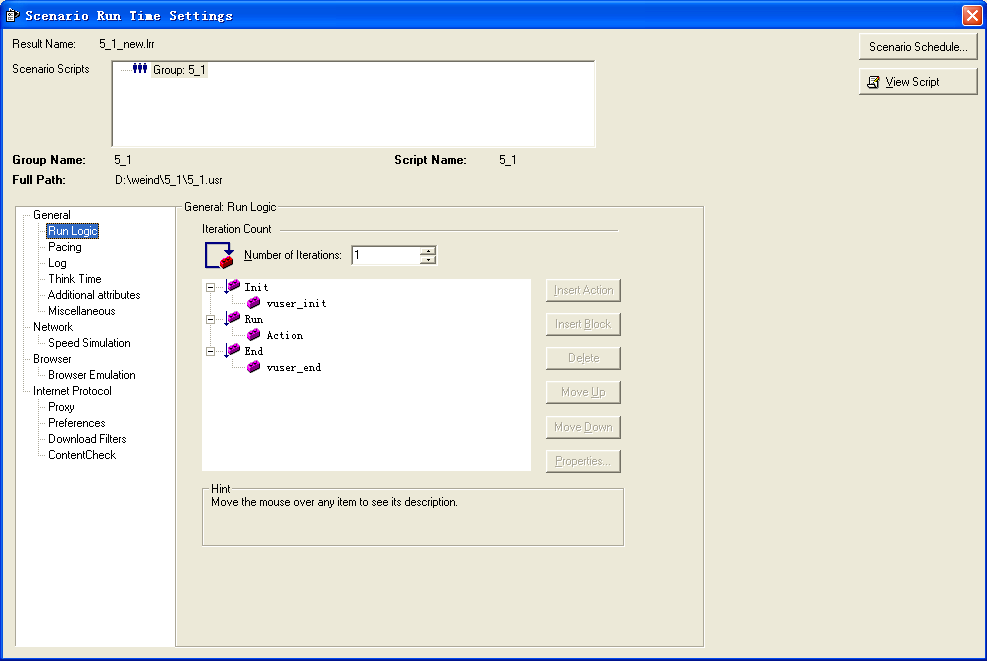 Scenario Run Time Settings
Result Name: 5_1_new.lrr
Scenario Schedule...
Scenario Scripts
Group: 5_1
View Script
Group Name: 5_1 Script Name: 5_1
Full Path: D:\weind\5_1\5_1.usr
General
Run Logic
Pacing
Log
Think Time
Additional attributes
Miscellaneous
Network
Speed Simulation
Browser
Browser Emulation
Internet Protocol
Proxy
Preferences
Download Filters
ContentCheck
General: Run Logic
Iteration Count
Number of Iterations: 1
Init
vuser_init
Run
Action
End
vuser_end
Insert Action
Insert Block
Delete
Move Up
Move Down
Properties...
Hint
Move the mouse over any item to see its description.